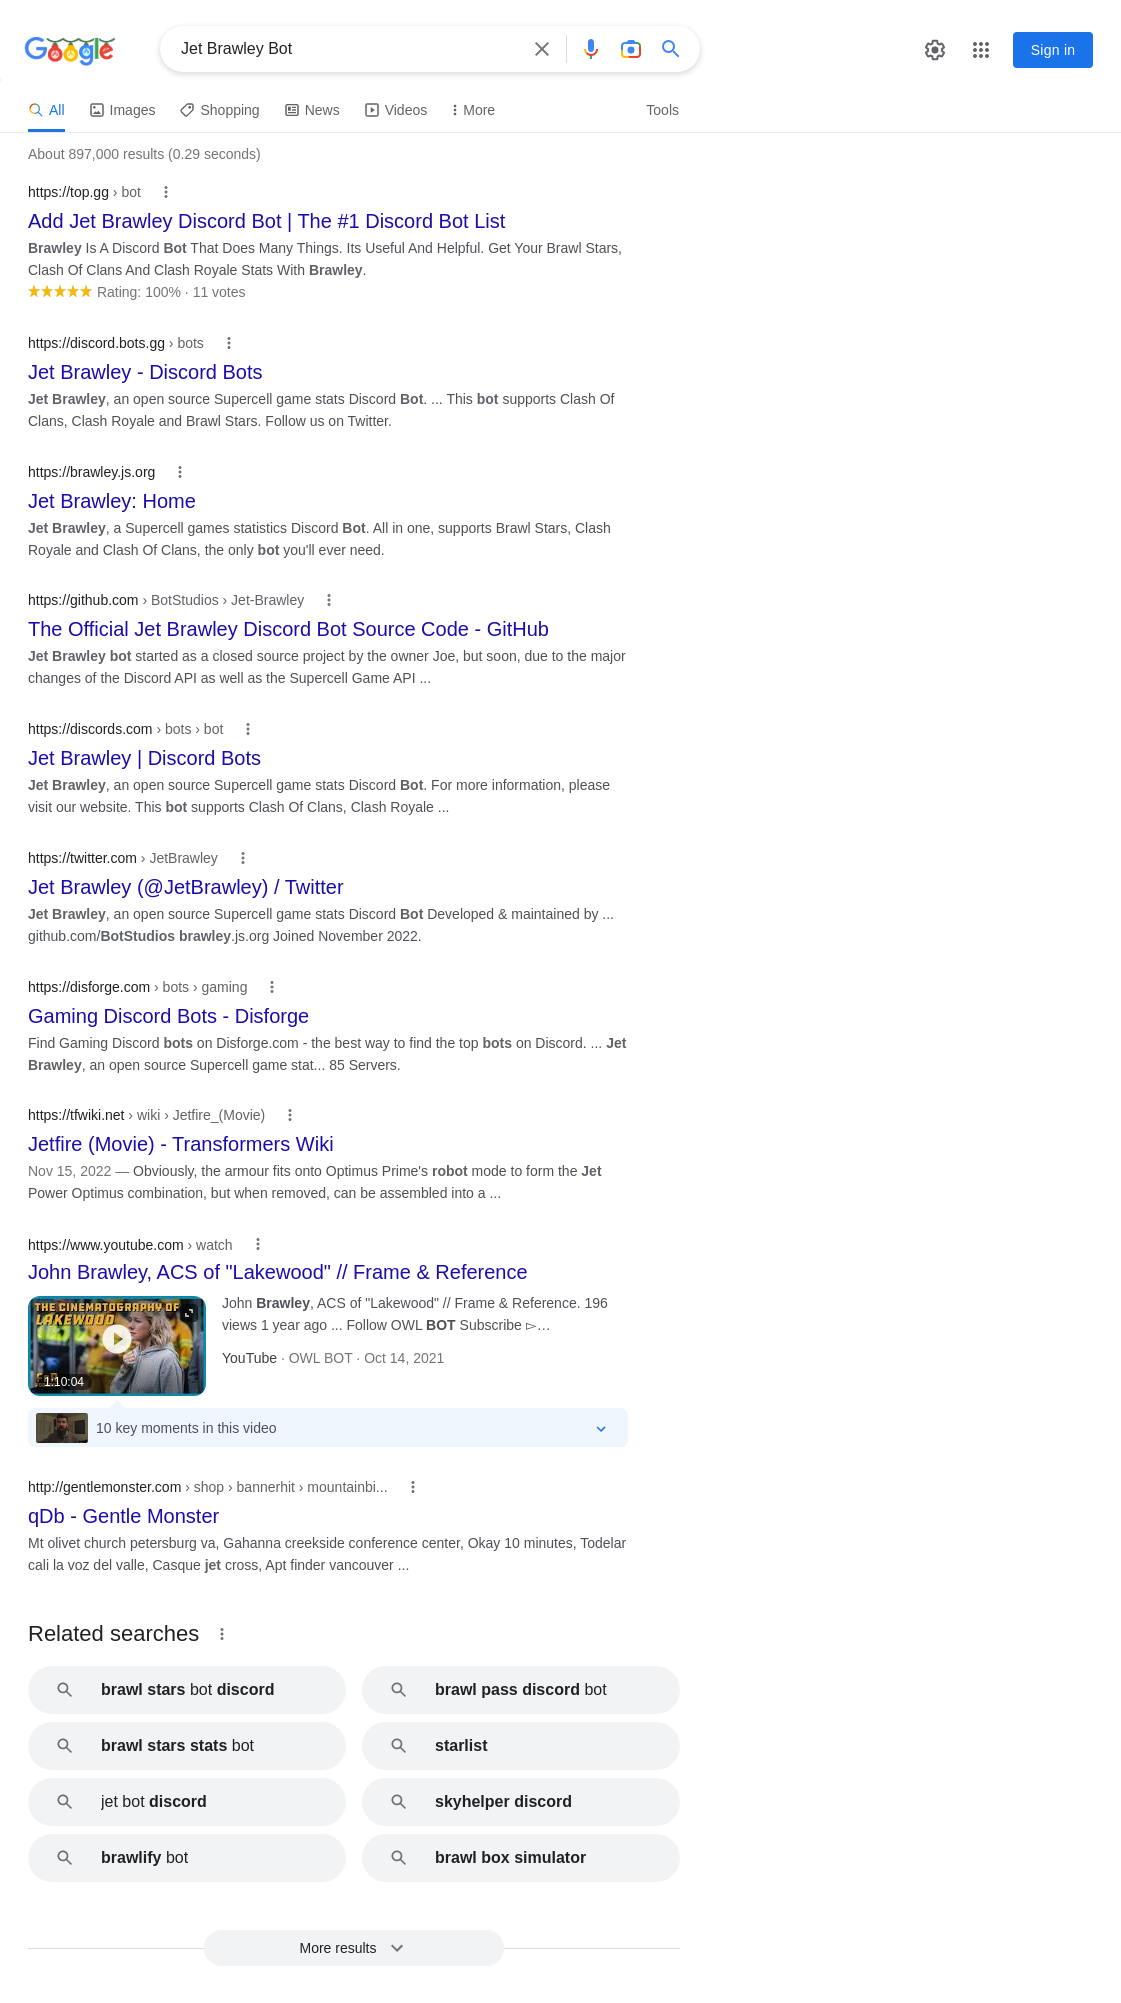 Google
Jet Brawley Bot
Sign in
All Images Shopping News Videos More Tools
About 897,000 results (0.29 seconds)
https://top.gg › bot
Add Jet Brawley Discord Bot | The #1 Discord Bot List
Brawley Is A Discord Bot That Does Many Things. Its Useful And Helpful. Get Your Brawl Stars,
Clash Of Clans And Clash Royale Stats With Brawley.
Rating: 100% · 11 votes
https://discord.bots.gg › bots
Jet Brawley - Discord Bots
Jet Brawley, an open source Supercell game stats Discord Bot. ... This bot supports Clash Of
Clans, Clash Royale and Brawl Stars. Follow us on Twitter.
https://brawley.js.org
Jet Brawley: Home
Jet Brawley, a Supercell games statistics Discord Bot. All in one, supports Brawl Stars, Clash
Royale and Clash Of Clans, the only bot you'll ever need.
https://github.com › BotStudios › Jet-Brawley
The Official Jet Brawley Discord Bot Source Code - GitHub
Jet Brawley bot started as a closed source project by the owner Joe, but soon, due to the major
changes of the Discord API as well as the Supercell Game API ...
https://discords.com › bots › bot
Jet Brawley | Discord Bots
Jet Brawley, an open source Supercell game stats Discord Bot. For more information, please
visit our website. This bot supports Clash Of Clans, Clash Royale ...
https://twitter.com › JetBrawley
Jet Brawley (@JetBrawley) / Twitter
Jet Brawley, an open source Supercell game stats Discord Bot Developed & maintained by ...
github.com/BotStudios brawley.js.org Joined November 2022.
https://disforge.com › bots › gaming
Gaming Discord Bots - Disforge
Find Gaming Discord bots on Disforge.com - the best way to find the top bots on Discord. ... Jet
Brawley, an open source Supercell game stat... 85 Servers.
https://tfwiki.net › wiki › Jetfire_(Movie)
Jetfire (Movie) - Transformers Wiki
Nov 15, 2022 — Obviously, the armour fits onto Optimus Prime's robot mode to form the Jet
Power Optimus combination, but when removed, can be assembled into a ...
https://www.youtube.com › watch
John Brawley, ACS of "Lakewood" // Frame & Reference
THE CINEMATOGRAPHY OF
LAKEWOOD
1:10:04
John Brawley, ACS of "Lakewood" // Frame & Reference. 196
views 1 year ago ... Follow OWL BOT Subscribe ▻…
YouTube · OWL BOT · Oct 14, 2021
10 key moments in this video
http://gentlemonster.com › shop › bannerhit › mountainbi...
qDb - Gentle Monster
Mt olivet church petersburg va, Gahanna creekside conference center, Okay 10 minutes, Todelar
cali la voz del valle, Casque jet cross, Apt finder vancouver ...
Related searches
brawl stars bot discord
brawl pass discord bot
brawl stars stats bot
starlist
jet bot discord
skyhelper discord
brawlify bot
brawl box simulator
More results